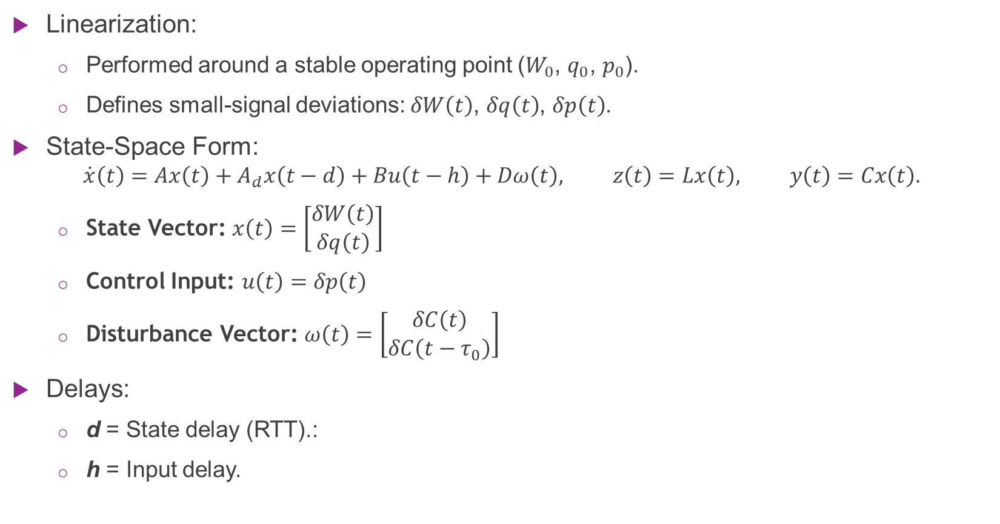 ▶ Linearization:
○ Performed around a stable operating point (𝑊₀, 𝑞₀, 𝑝₀).
○ Defines small-signal deviations: 𝛿𝑊(𝑡), 𝛿𝑞(𝑡), 𝛿𝑝(𝑡).
▶ State-Space Form:
ẋ(𝑡) = 𝐴𝑥(𝑡) + 𝐴_𝑑𝑥(𝑡 − 𝑑) + 𝐵𝑢(𝑡 − ℎ) + 𝐷𝜔(𝑡), 𝑧(𝑡) = 𝐿𝑥(𝑡), 𝑦(𝑡) = 𝐶𝑥(𝑡).
○ State Vector: 𝑥(𝑡) = [𝛿𝑊(𝑡)
𝛿𝑞(𝑡)]
○ Control Input: 𝑢(𝑡) = 𝛿𝑝(𝑡)
○ Disturbance Vector: 𝜔(𝑡) = [𝛿𝐶(𝑡)
𝛿𝐶(𝑡 − 𝜏₀)]
▶ Delays:
○ d = State delay (RTT).:
○ h = Input delay.